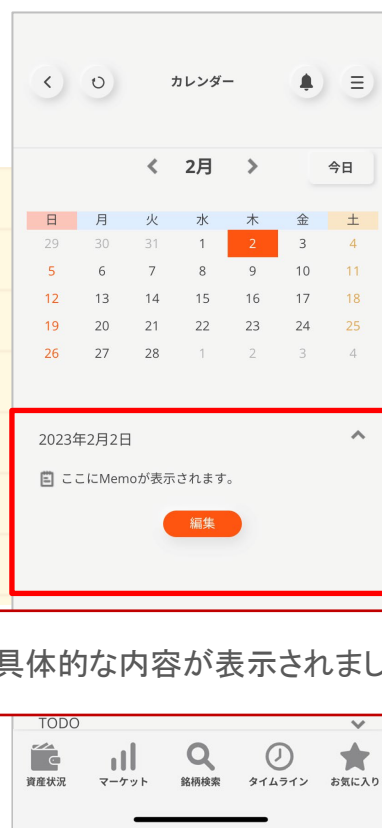 カレンダー
2月
今日
日 月 火 水 木 金 土
29 30 31 1 2 3 4
5 6 7 8 9 10 11
12 13 14 15 16 17 18
19 20 21 22 23 24 25
26 27 28 1 2 3 4
2023年2月2日
ここにMemoが表示されます。
編集
具体的な内容が表示されまし
TODO
資産状況 マーケット 銘柄検索 タイムライン お気に入り